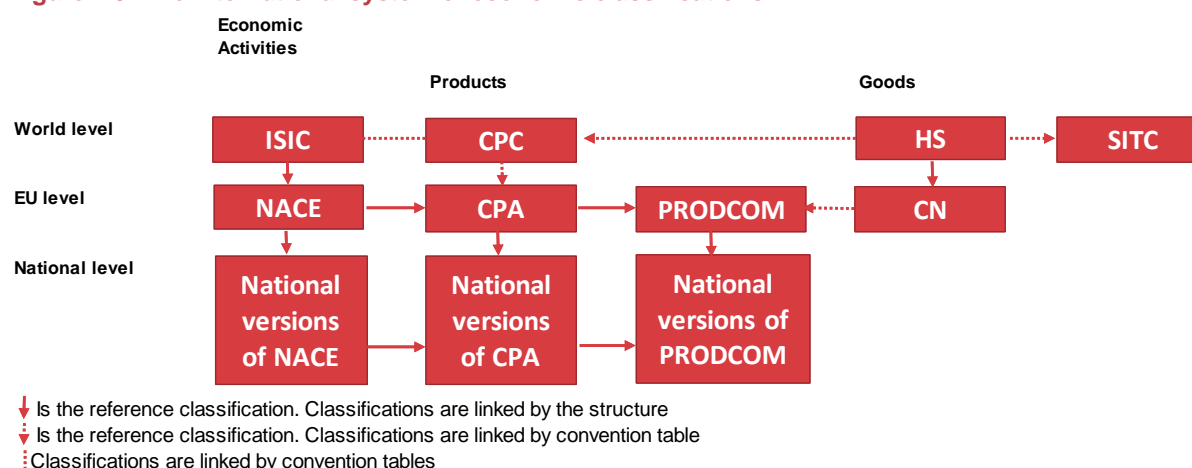 Economic
Activities
Products
Goods
World level
ISIC
CPC
HS
SITC
EU level
NACE
CPA
PRODCOM
CN
National level
National
versions
of NACE
National
versions
of CPA
National
versions of
PRODCOM
Is the reference classification. Classifications are linked by the structure
Is the reference classification. Classifications are linked by convention table
Classifications are linked by convention tables